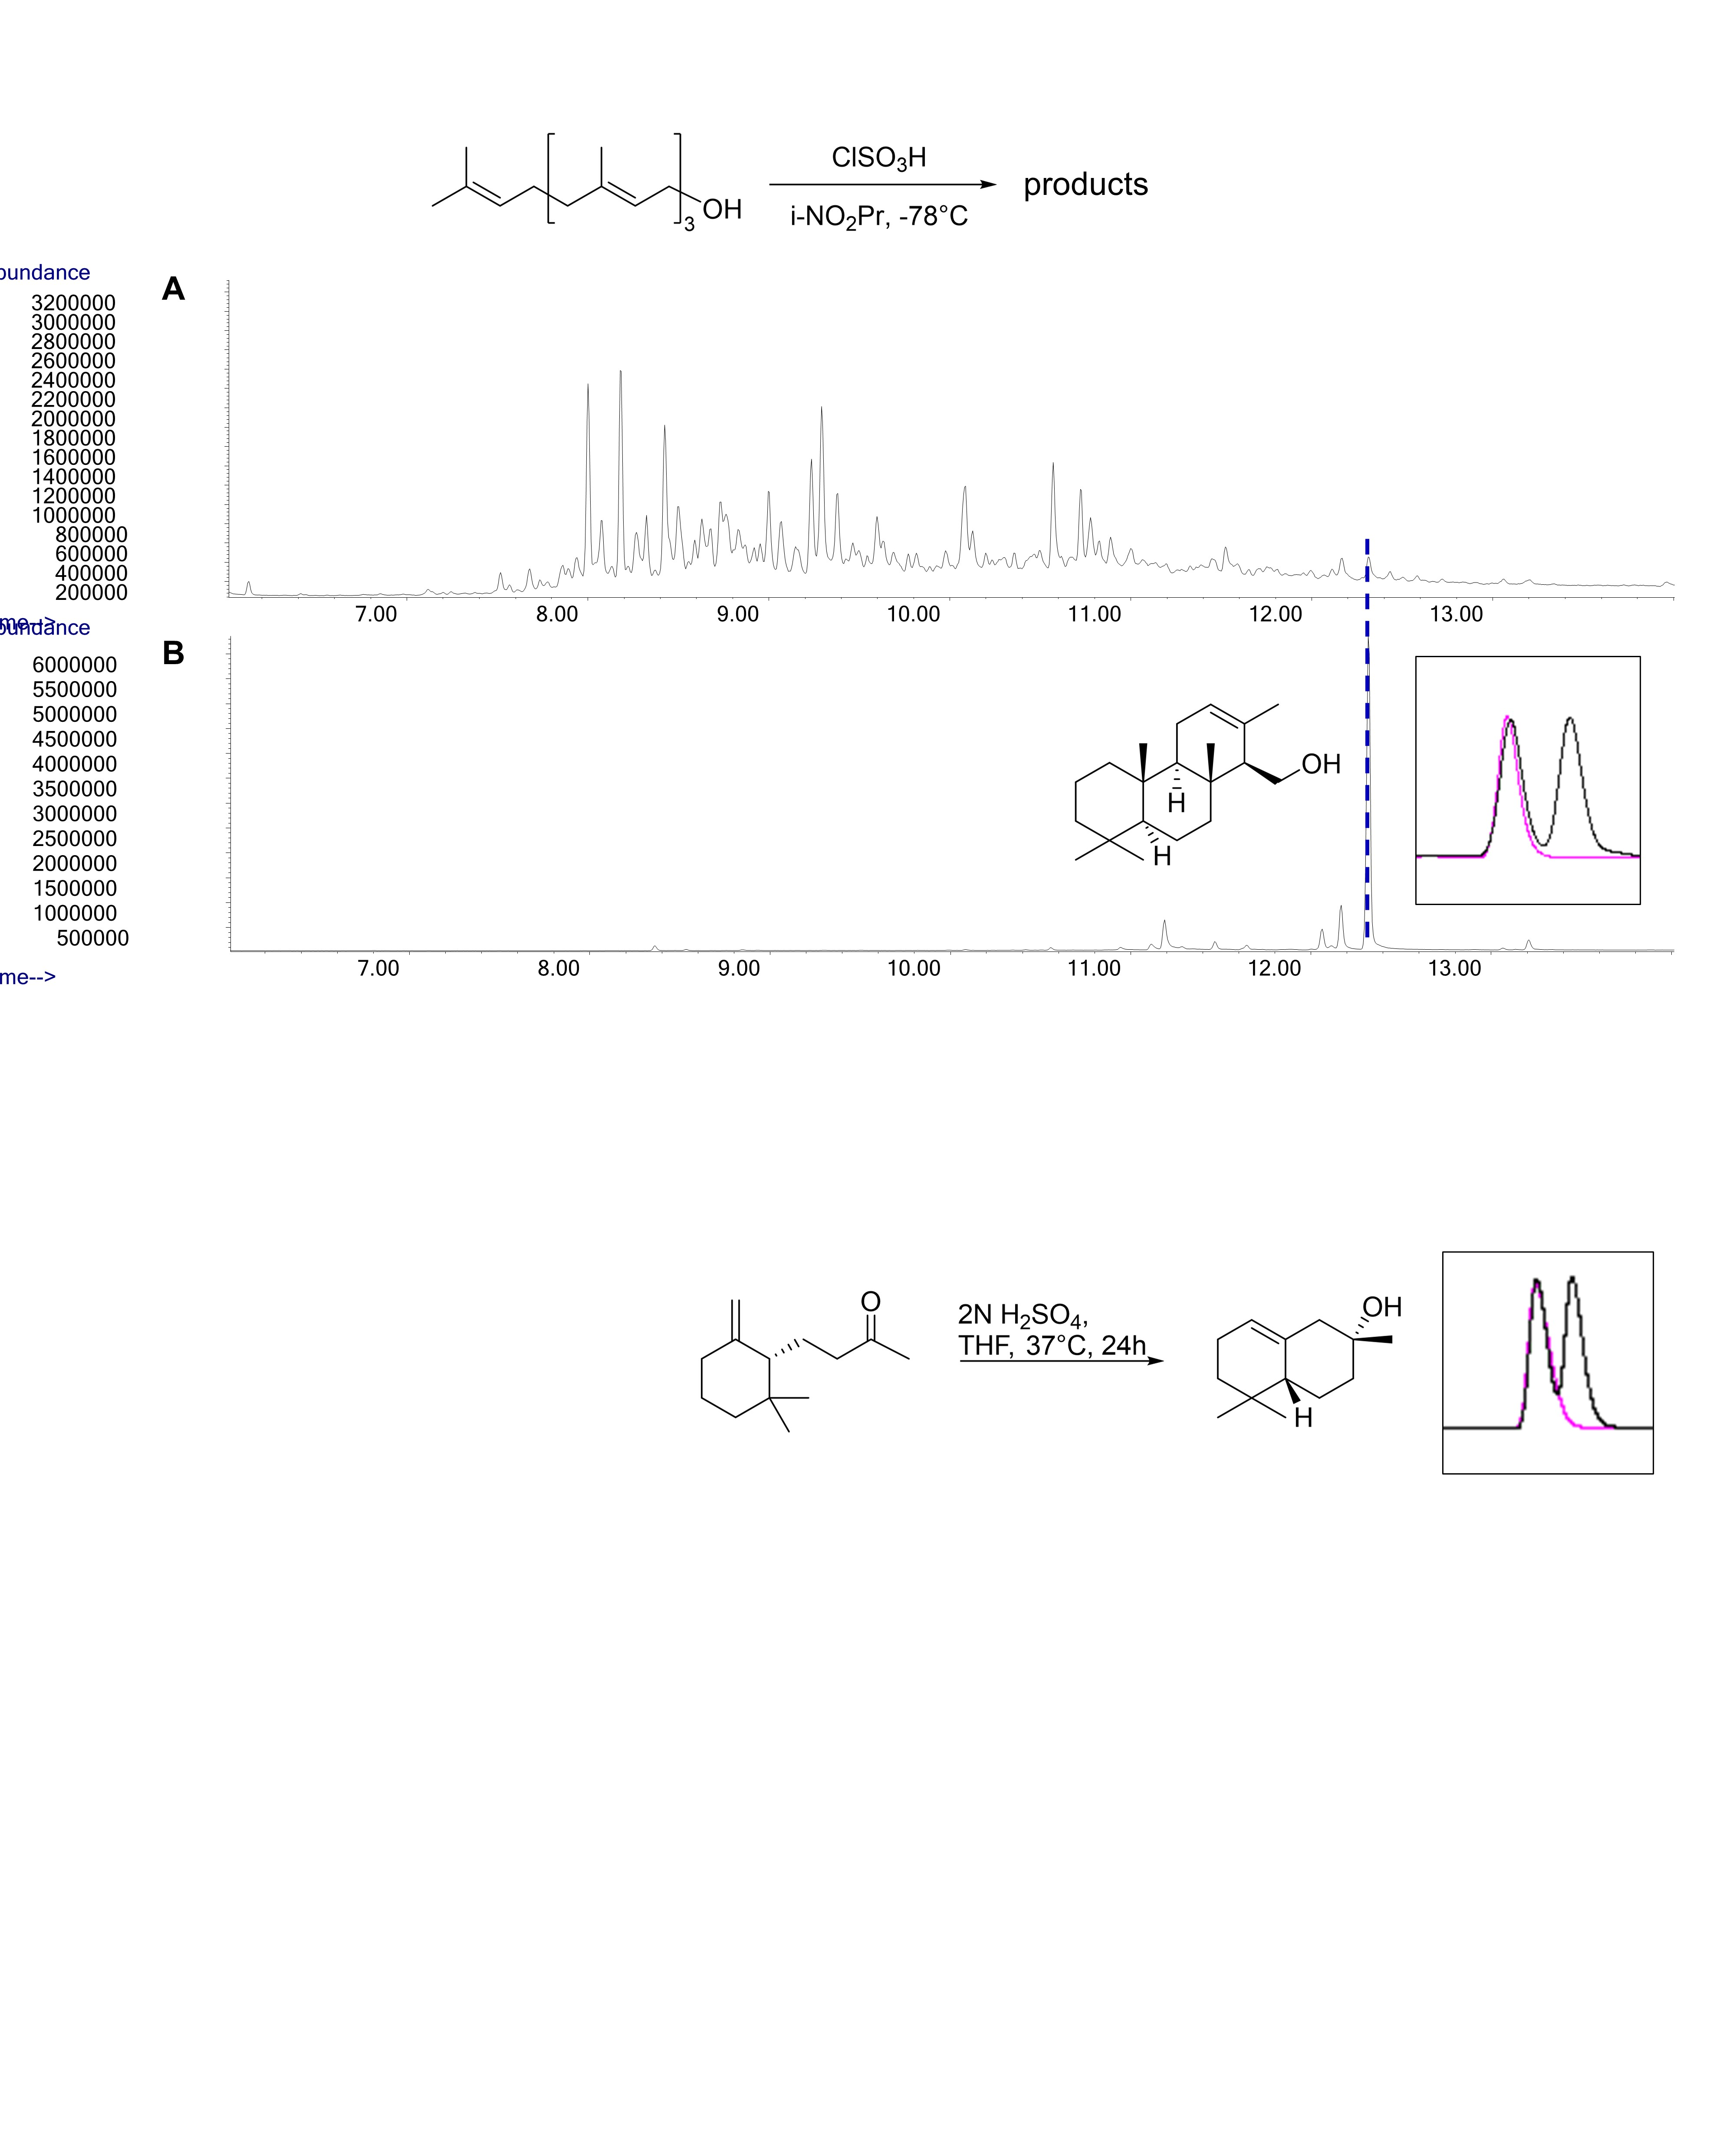 ClSO3H
products
OH
3
i-NO2Pr, -78°C
bundance
A
3200000
3000000
2800000
2600000
2400000
2200000
2000000
1800000
1600000
1400000
1200000
1000000
800000
600000
400000
200000
7.00 8.00 9.00 10.00 11.00 12.00 13.00
me-->
bundance
B
6000000
5500000
5000000
4500000
4000000
3500000
3000000
2500000
2000000
1500000
1000000
500000
OH
H
H
7.00 8.00 9.00 10.00 11.00 12.00 13.00
me-->
O
2N H2SO4,
THF, 37°C, 24h
OH
H